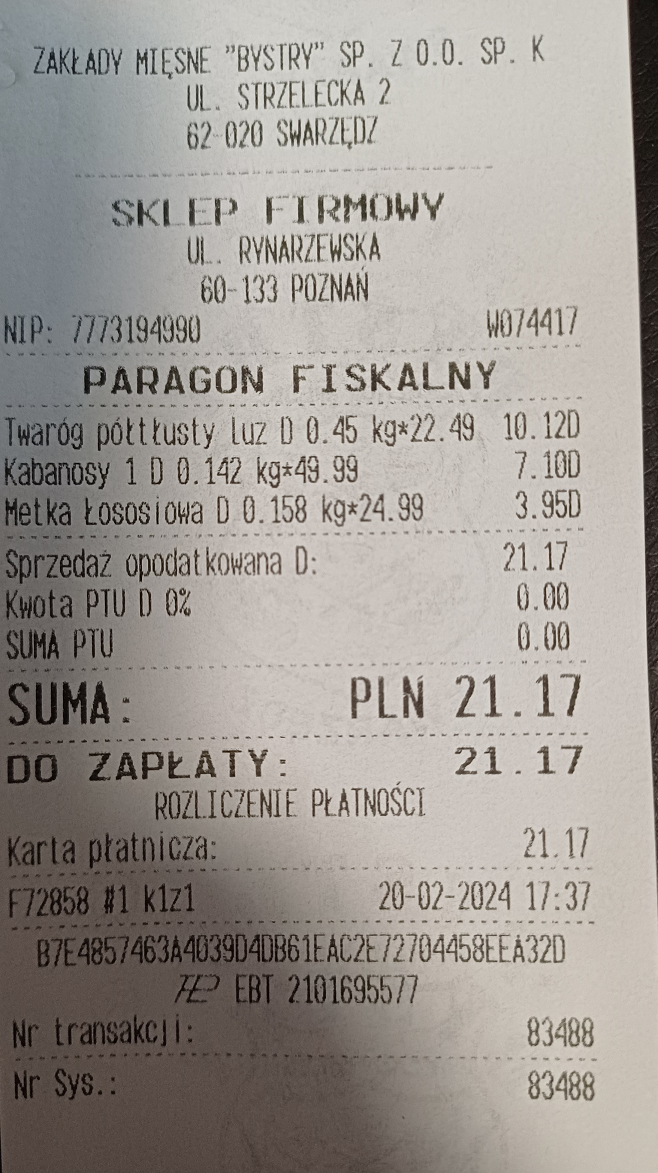 ZAKŁADY MIĘSNE "BYSTRY" SP. Z O.O. SP. K
UL. STRZELECKA 2
62-020 SWARZĘDZ
SKLEP FIRMOWY
UL. RYNARZEWSKA
60-133 POZNAŃ
NIP: 7773194990 W074417
PARAGON FISKALNY
Twaróg półtłusty luz D 0.45 kg*22.49 10.12D
Kabanosy 1 D 0.142 kg*49.99 7.10D
Metka Łososiowa D 0.158 kg*24.99 3.95D
Sprzedaż opodatkowana D: 21.17
Kwota PTU D 0% 0.00
SUMA PTU 0.00
SUMA: PLN 21.17
DO ZAPŁATY: 21.17
ROZLICZENIE PŁATNOŚCI
Karta płatnicza: 21.17
F72858 #1 k1z1 20-02-2024 17:37
B7E4857463A4039D4DB61EAC2E72704458EEA32D
EBT 2101695577
Nr transakcji: 83488
Nr Sys.: 83488